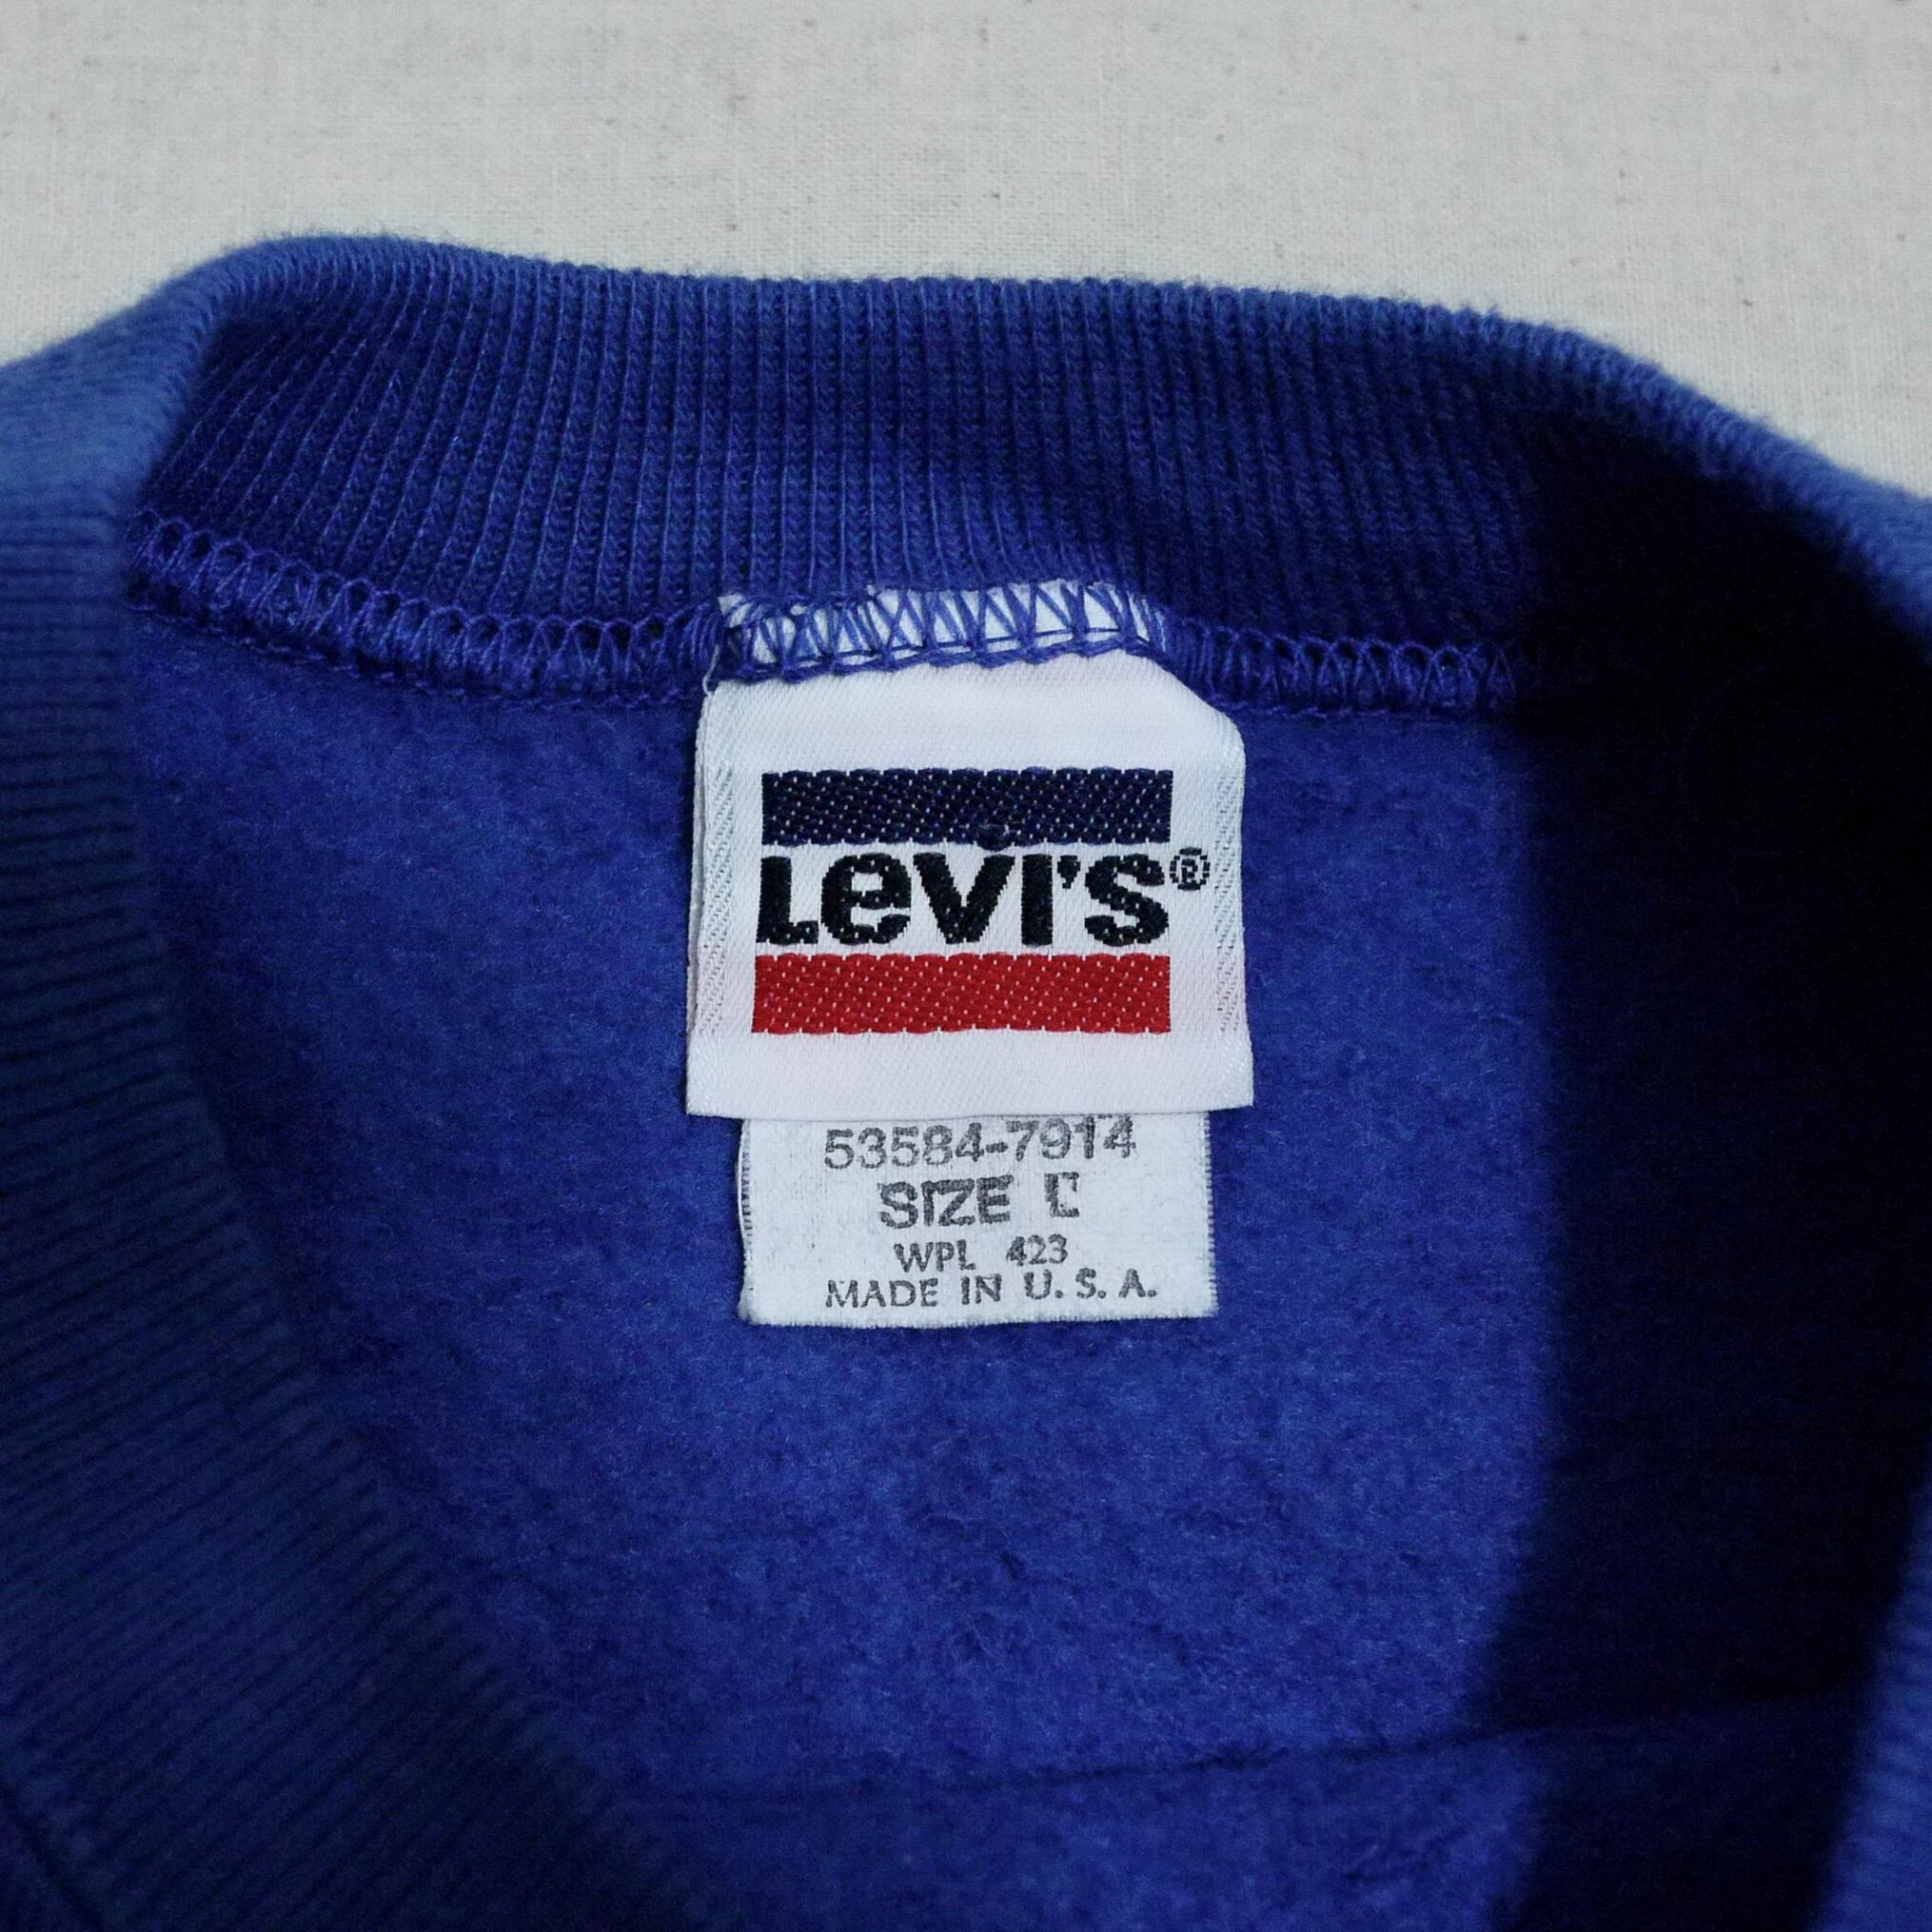 Levi's®
53584-7914
SIZE L
WPL 423
MADE IN U.S.A.